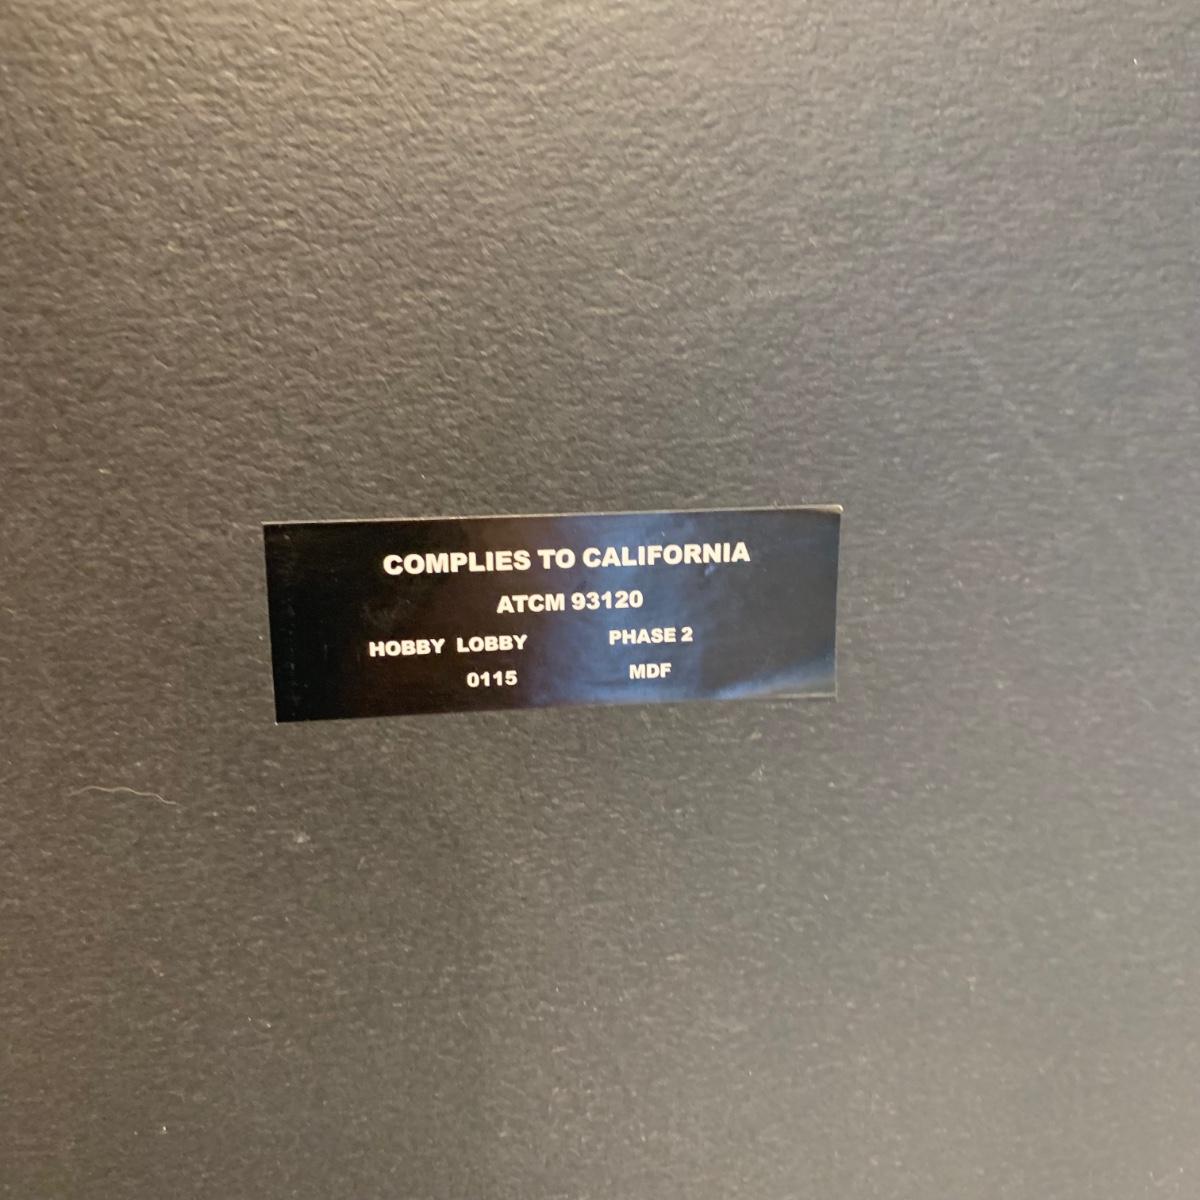 COMPLIES TO CALIFORNIA
ATCM 93120
HOBBY LOBBY PHASE 2
0115 MDF